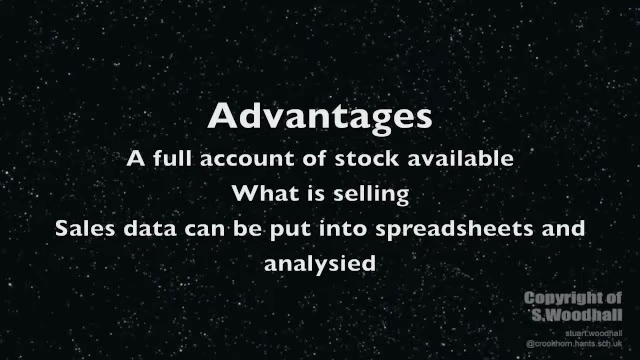 Advantages
A full account of stock available
What is selling
Sales data can be put into spreadsheets and
analysied
Copyright of
S.Woodhall
stuart.woodhall
@crookhorn.hants.sch.uk